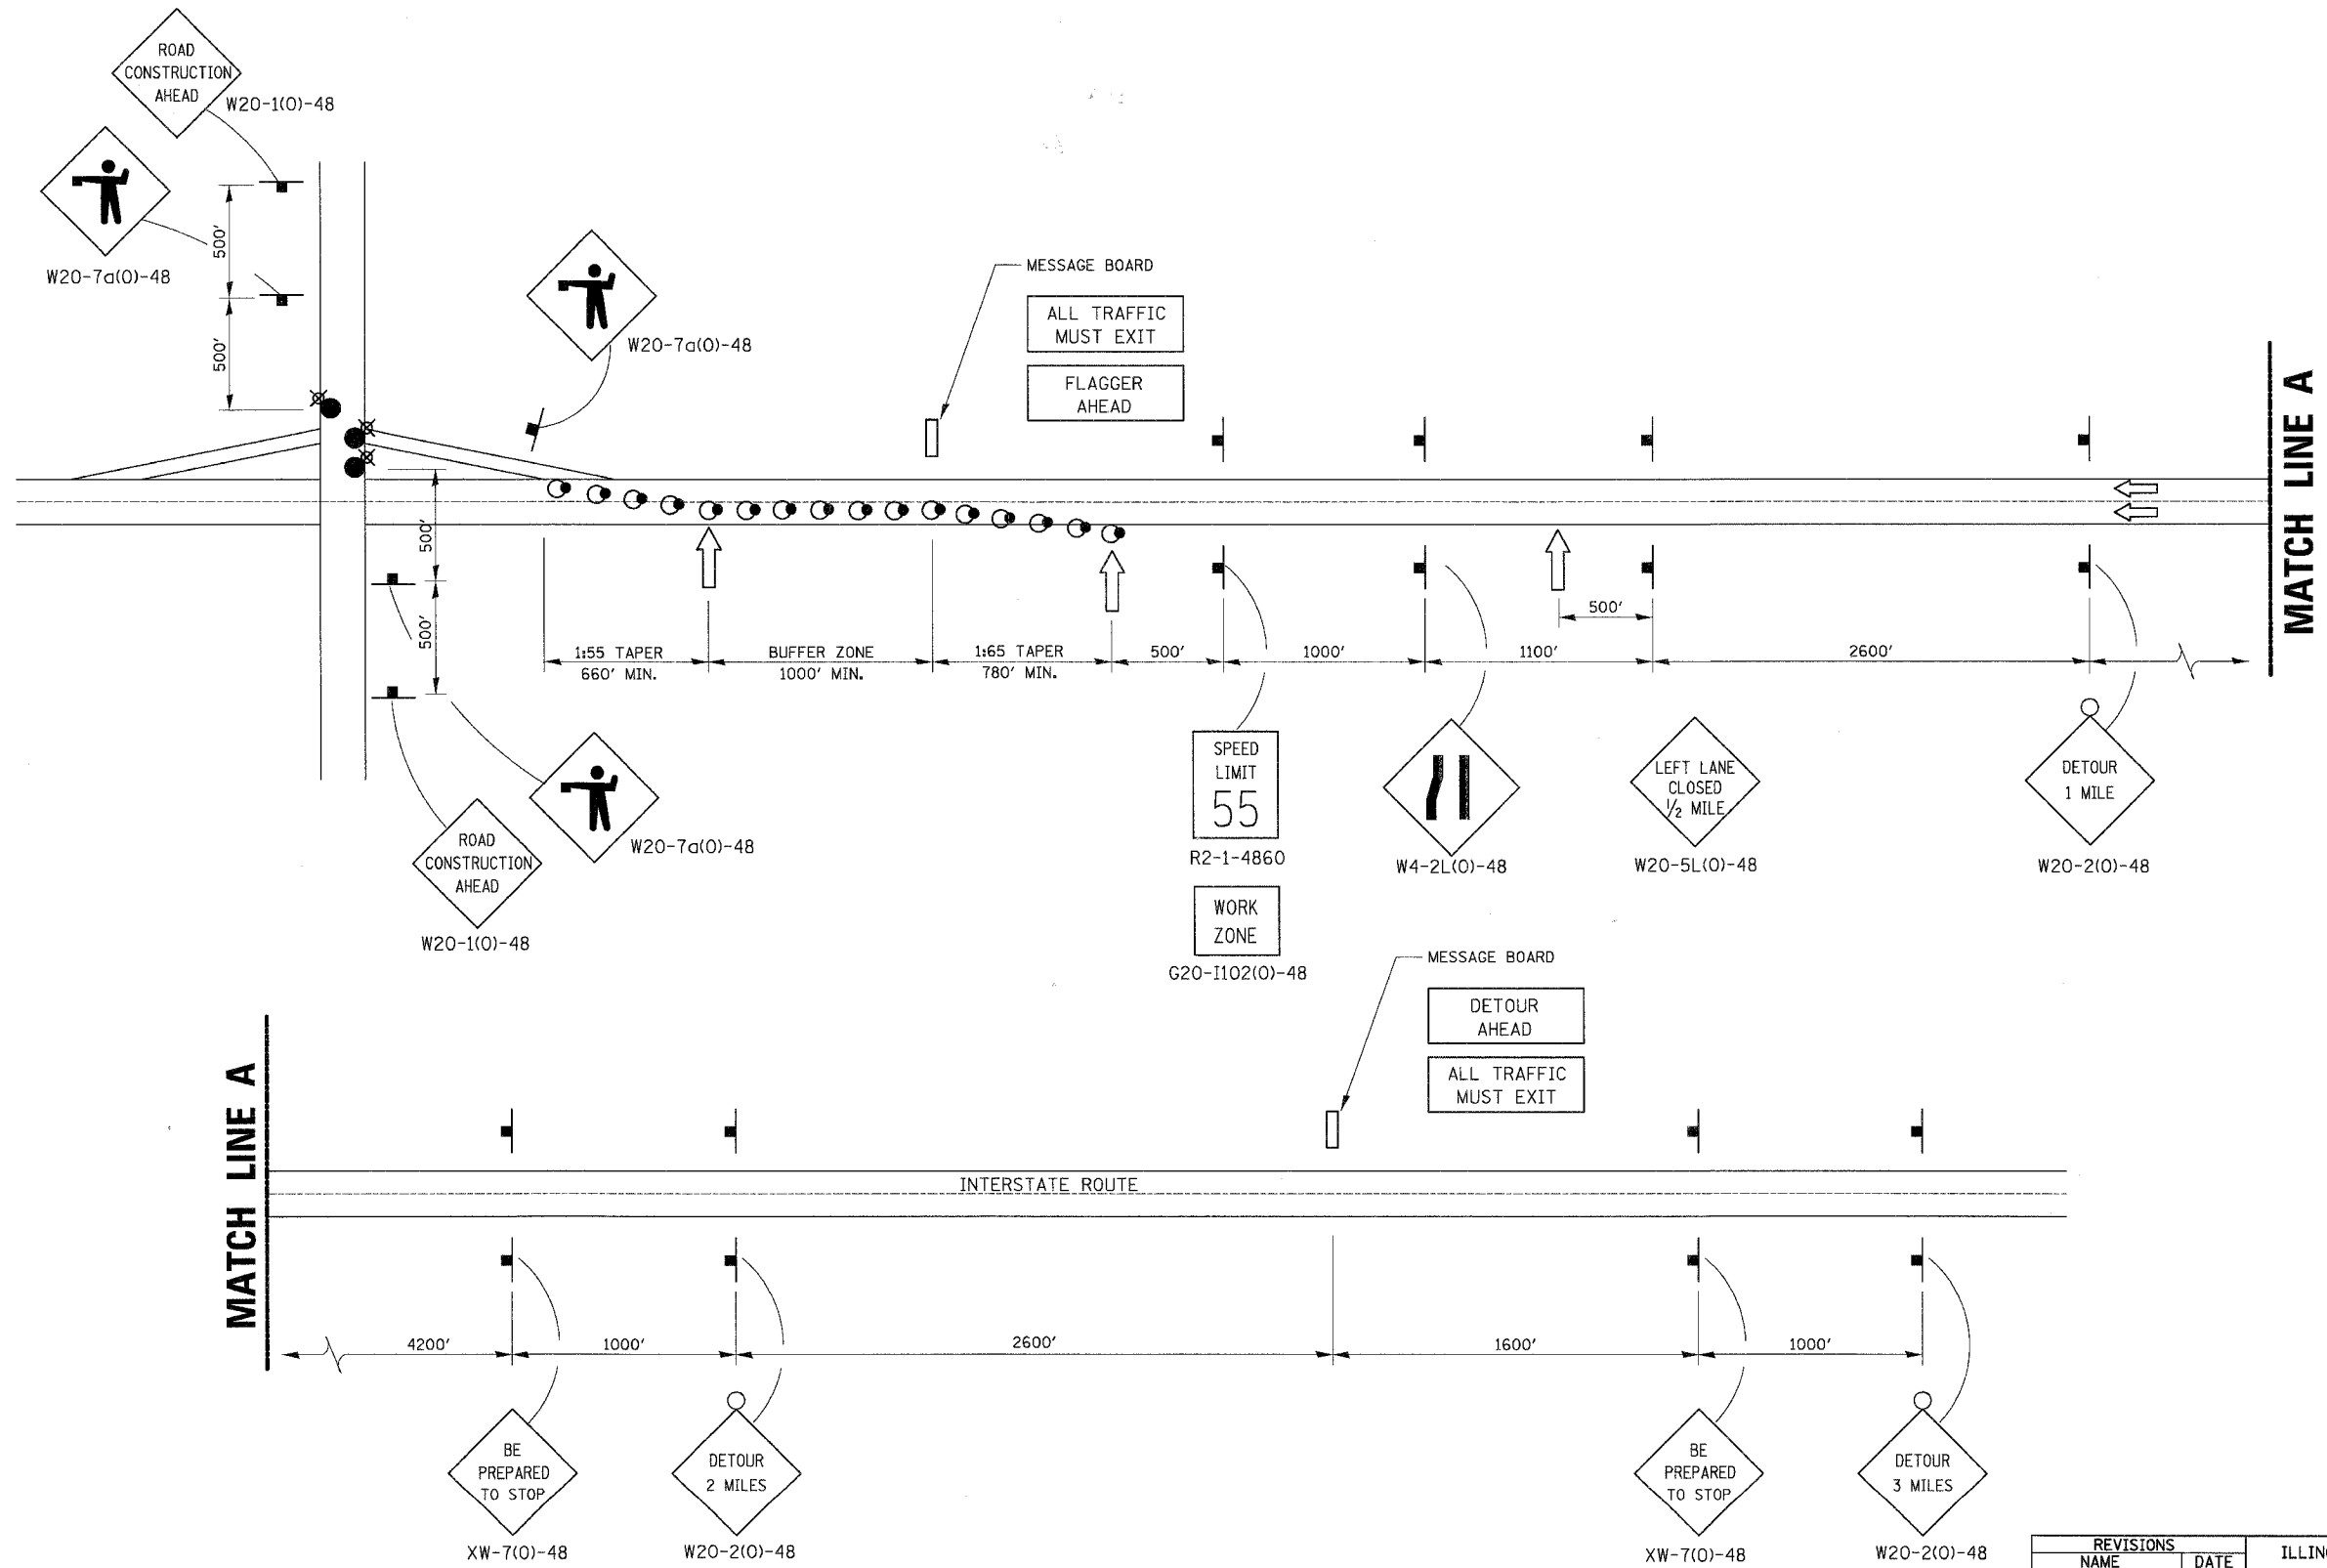 ROAD
CONSTRUCTION
AHEAD
W20-1(O)-48
W20-7a(O)-48
500'
500'
W20-7a(O)-48
MESSAGE BOARD
ALL TRAFFIC
MUST EXIT
FLAGGER
AHEAD
MATCH LINE A
500'
500'
1:55 TAPER
660' MIN.
BUFFER ZONE
1000' MIN.
1:65 TAPER
780' MIN.
500'
1000'
1100'
500'
2600'
SPEED
LIMIT
55
R2-1-4860
WORK
ZONE
G20-I102(O)-48
W4-2L(O)-48
LEFT LANE
CLOSED
1/2 MILE
W20-5L(O)-48
DETOUR
1 MILE
W20-2(O)-48
W20-7a(O)-48
ROAD
CONSTRUCTION
AHEAD
W20-1(O)-48
MESSAGE BOARD
DETOUR
AHEAD
ALL TRAFFIC
MUST EXIT
MATCH LINE A
INTERSTATE ROUTE
4200'
1000'
2600'
1600'
1000'
BE
PREPARED
TO STOP
XW-7(O)-48
DETOUR
2 MILES
W20-2(O)-48
BE
PREPARED
TO STOP
XW-7(O)-48
DETOUR
3 MILES
W20-2(O)-48
REVISIONS
NAME DATE